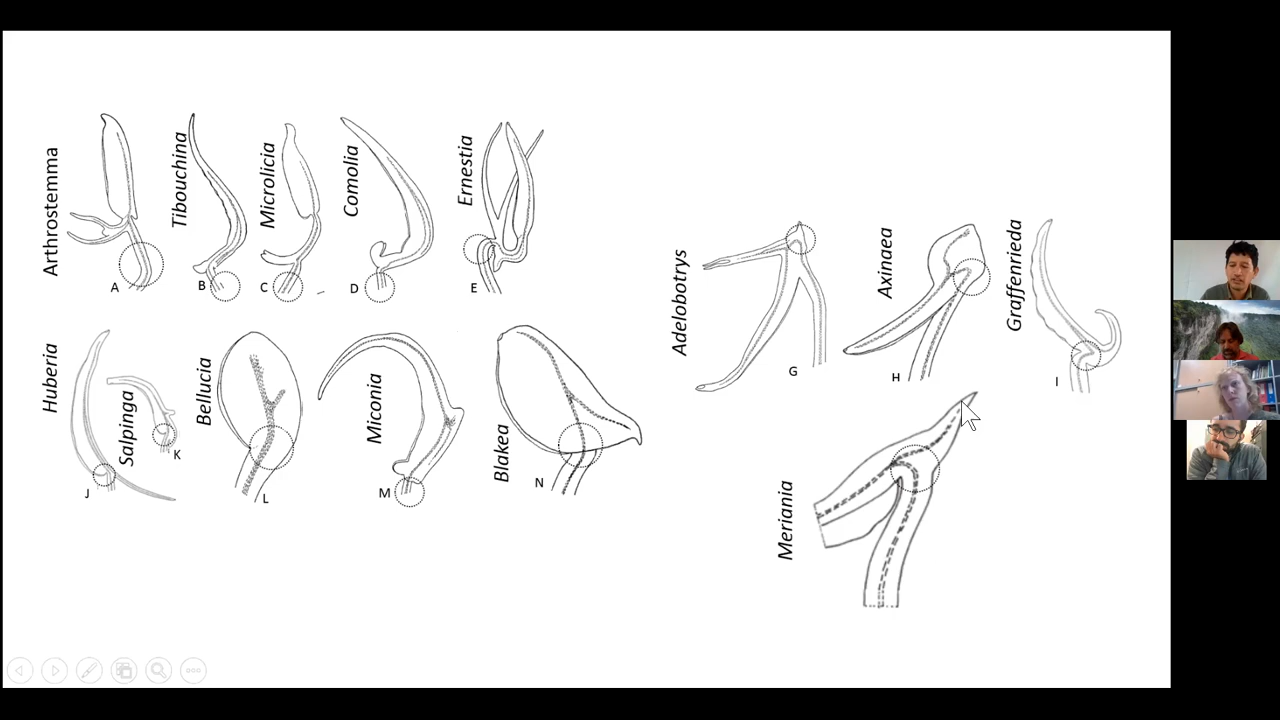 Arthrostemma
Tibouchina
Microlicia
Comolia
Ernestia
A
B
C
D
E
Adelobotrys
Axinaea
Graffenrieda
G
H
I
Huberia
Salpinga
Bellucia
Miconia
Blakea
J
K
L
M
N
Meriania